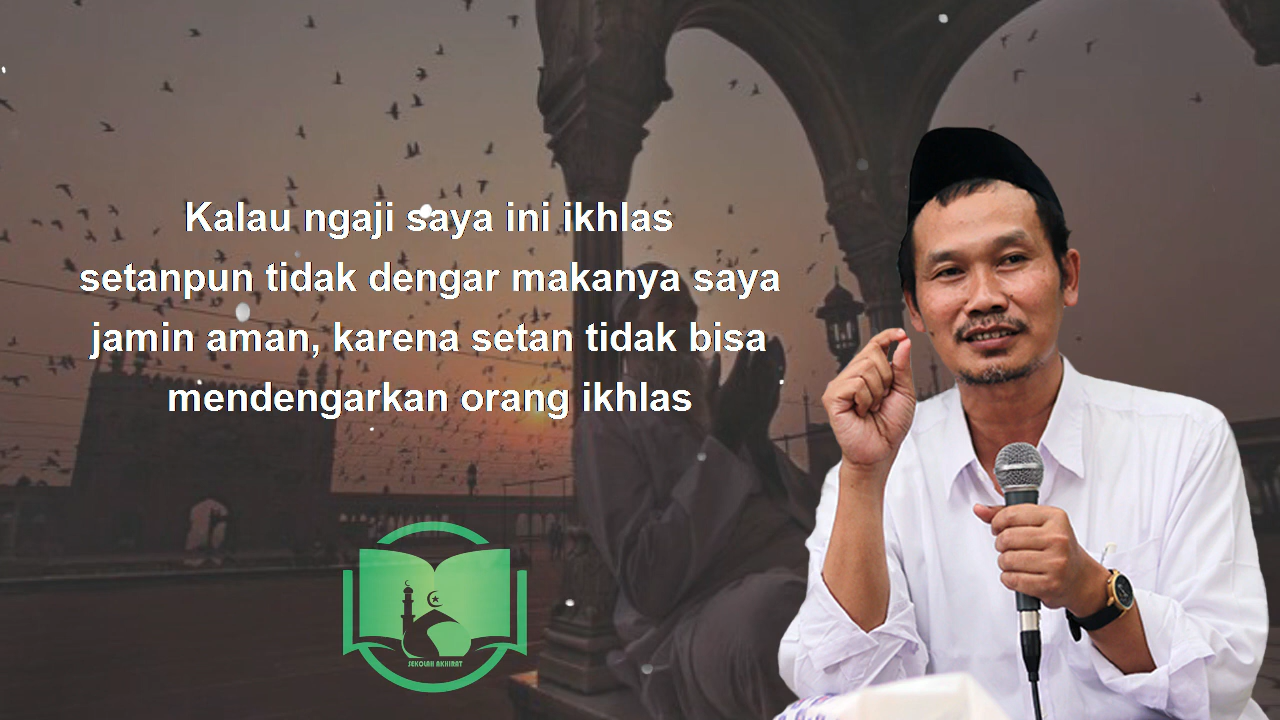 Kalau ngaji saya ini ikhlas
setanpun tidak dengar makanya saya
jamin aman, karena setan tidak bisa
mendengarkan orang ikhlas
SEKOLAH AKHIRAT